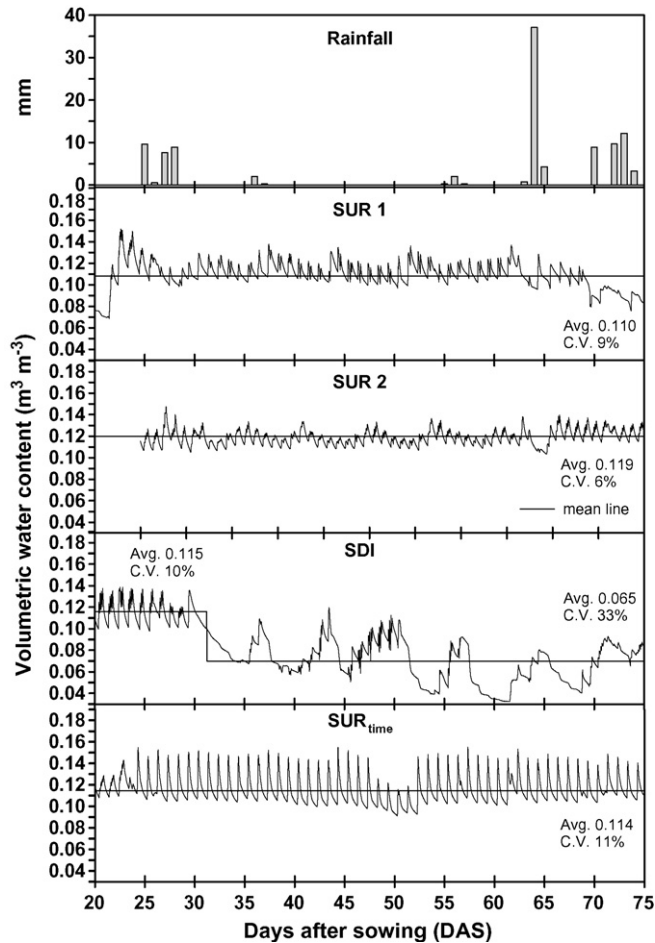 Rainfall
mm
40
30
20
10
0
SUR 1
0.18
0.16
0.14
0.12
0.10
0.08
0.06
0.04
Avg. 0.110
C.V. 9%
SUR 2
0.18
0.16
0.14
0.12
0.10
0.08
0.06
0.04
Avg. 0.119
C.V. 6%
mean line
Volumetric water content (m³ m⁻³)
SDI
0.18
0.16
0.14
0.12
0.10
0.08
0.06
0.04
Avg. 0.115
C.V. 10%
Avg. 0.065
C.V. 33%
SURtime
0.18
0.16
0.14
0.12
0.10
0.08
0.06
0.04
Avg. 0.114
C.V. 11%
20 25 30 35 40 45 50 55 60 65 70 75
Days after sowing (DAS)